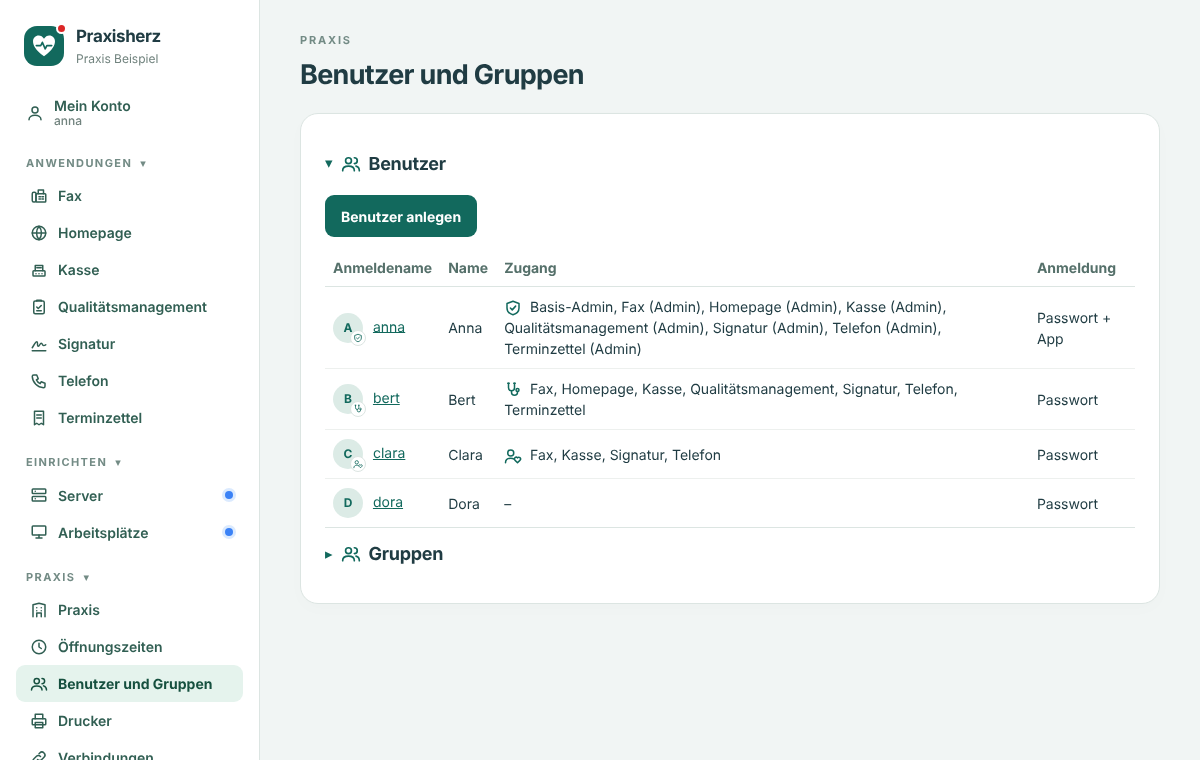 Praxisherz
Praxis Beispiel
Mein Konto
anna
ANWENDUNGEN ▾
Fax
Homepage
Kasse
Qualitätsmanagement
Signatur
Telefon
Terminzettel
EINRICHTEN ▾
Server
Arbeitsplätze
PRAXIS ▾
Praxis
Öffnungszeiten
Benutzer und Gruppen
Drucker
Verbindungen
PRAXIS
Benutzer und Gruppen
▾ Benutzer
Benutzer anlegen
Anmeldename Name Zugang Anmeldung
A anna Anna Basis-Admin, Fax (Admin), Homepage (Admin), Kasse (Admin),
Qualitätsmanagement (Admin), Signatur (Admin), Telefon (Admin),
Terminzettel (Admin)
Passwort +
App
B bert Bert Fax, Homepage, Kasse, Qualitätsmanagement, Signatur, Telefon,
Terminzettel
Passwort
C clara Clara Fax, Kasse, Signatur, Telefon Passwort
D dora Dora – Passwort
▸ Gruppen